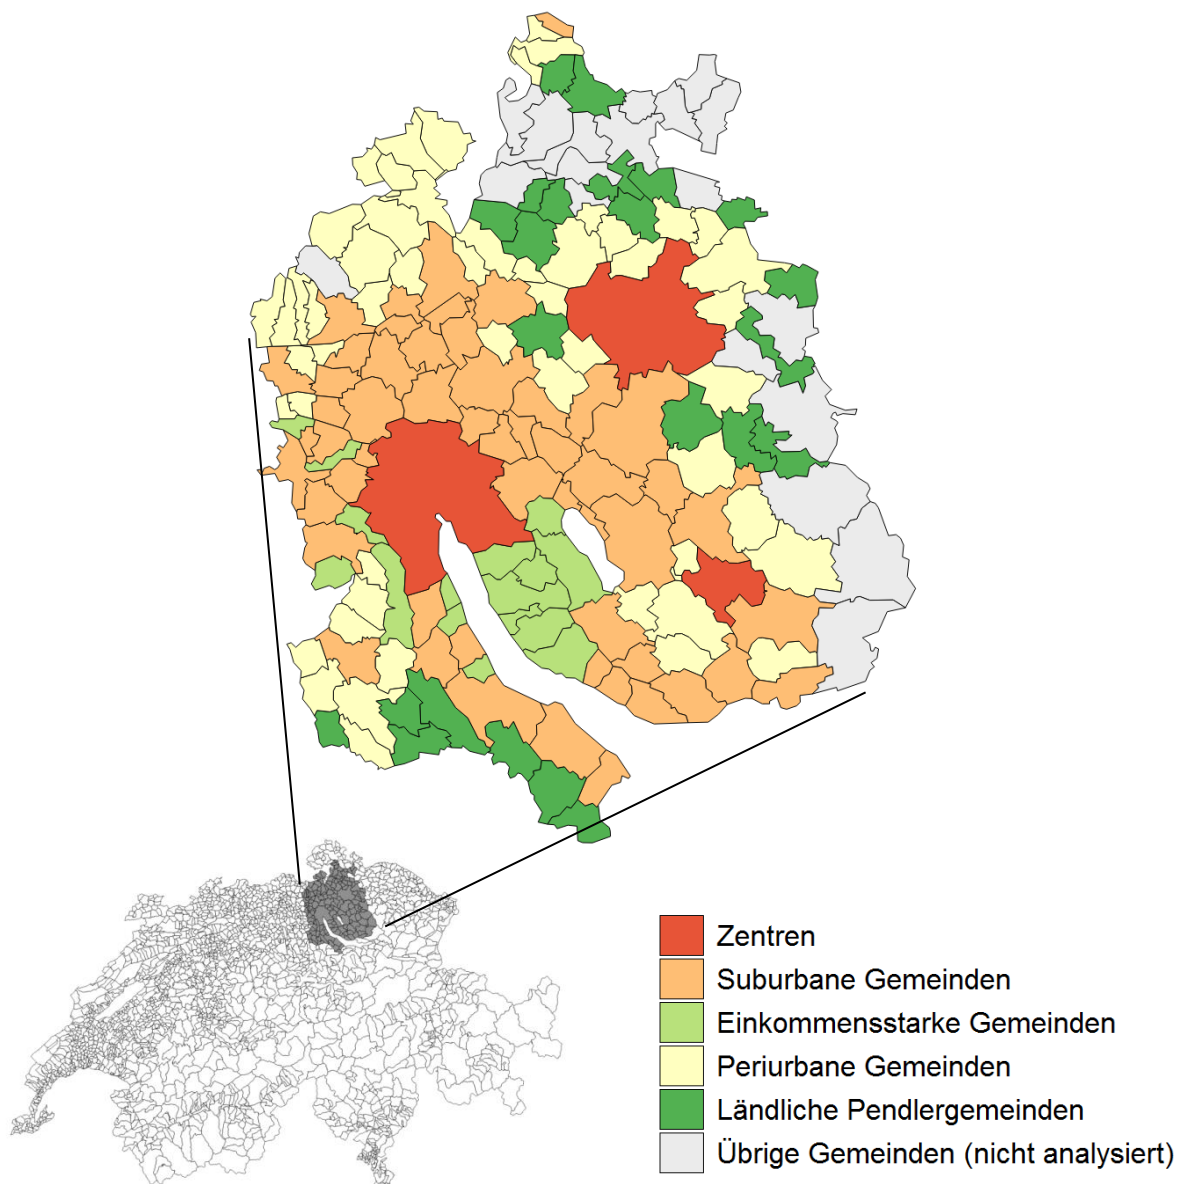 Zentren
Suburbane Gemeinden
Einkommensstarke Gemeinden
Periurbane Gemeinden
Ländliche Pendlergemeinden
Übrige Gemeinden (nicht analysiert)